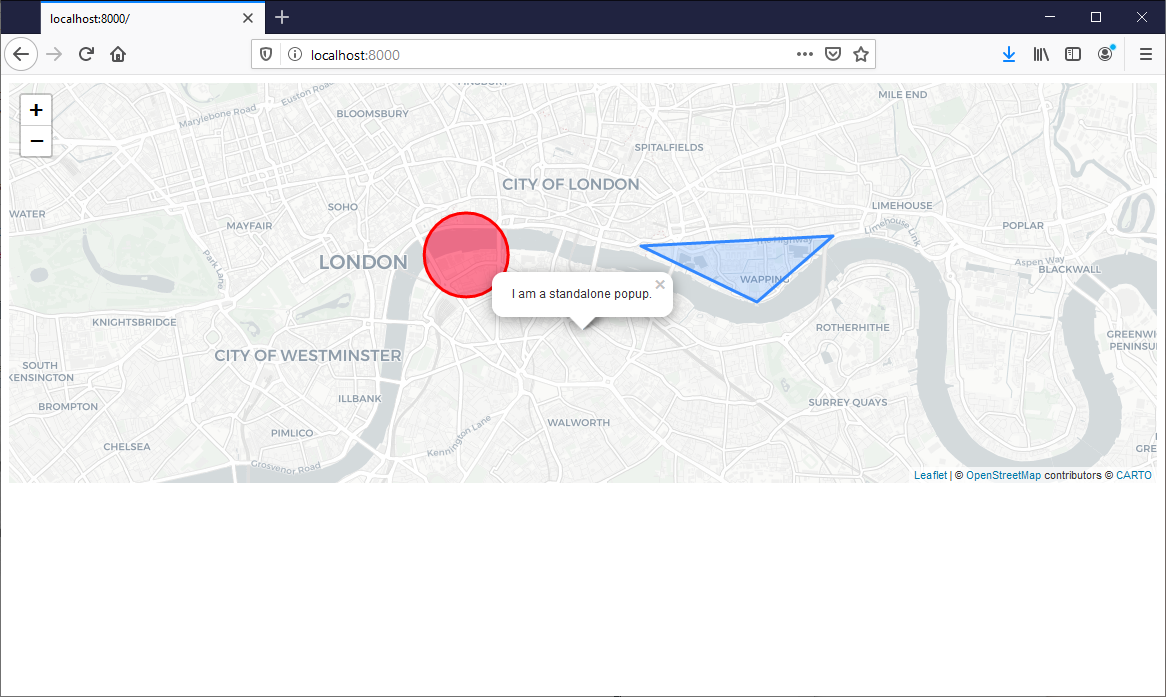 localhost:8000/
localhost:8000
+
−
Euston Road
Marylebone Road
BLOOMSBURY
MILE END
SPITALFIELDS
CITY OF LONDON
SOHO
LIMEHOUSE
WATER
MAYFAIR
Limehouse Link
POPLAR
The Highway
Park Lane
LONDON
Aspen Way
BLACKWALL
WAPPING
I am a standalone popup.
×
KNIGHTSBRIDGE
ROTHERHITHE
GREENWI
PENINSU
CITY OF WESTMINSTER
SOUTH
KENSINGTON
ILLBANK
BROMPTON
SURREY QUAYS
WALWORTH
Kennington Lane
PIMLICO
CHELSEA
GRE
Grosvenor Road
Leaflet | © OpenStreetMap contributors © CARTO